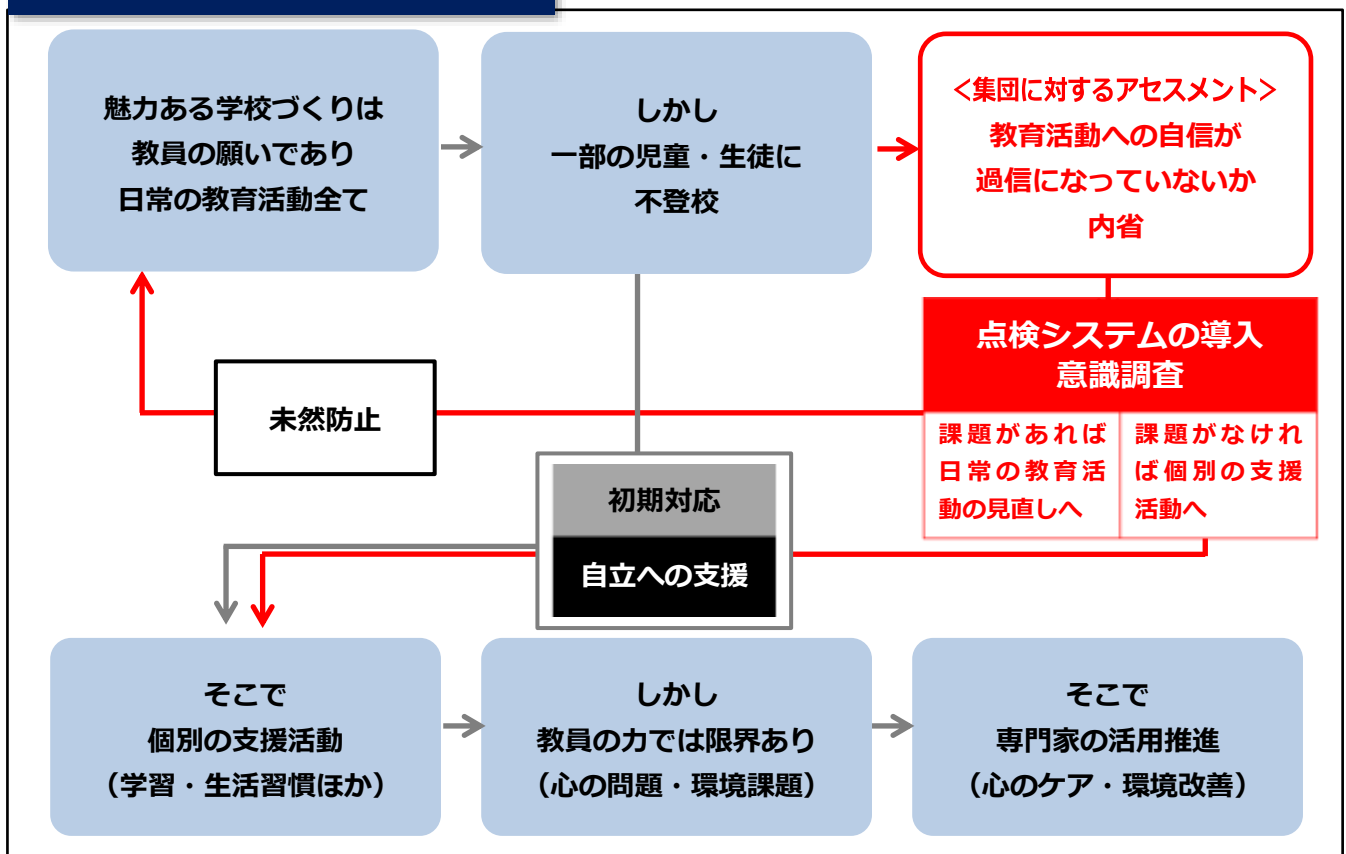 魅力ある学校づくりは
教員の願いであり
日常の教育活動全て
しかし
一部の児童・生徒に
不登校
＜集団に対するアセスメント＞
教育活動への自信が
過信になっていないか
内省
点検システムの導入
意識調査
課題があれば
日常の教育活
動の見直しへ
課題がなけれ
ば個別の支援
活動へ
未然防止
初期対応
自立への支援
そこで
個別の支援活動
（学習・生活習慣ほか）
しかし
教員の力では限界あり
（心の問題・環境課題）
そこで
専門家の活用推進
（心のケア・環境改善）